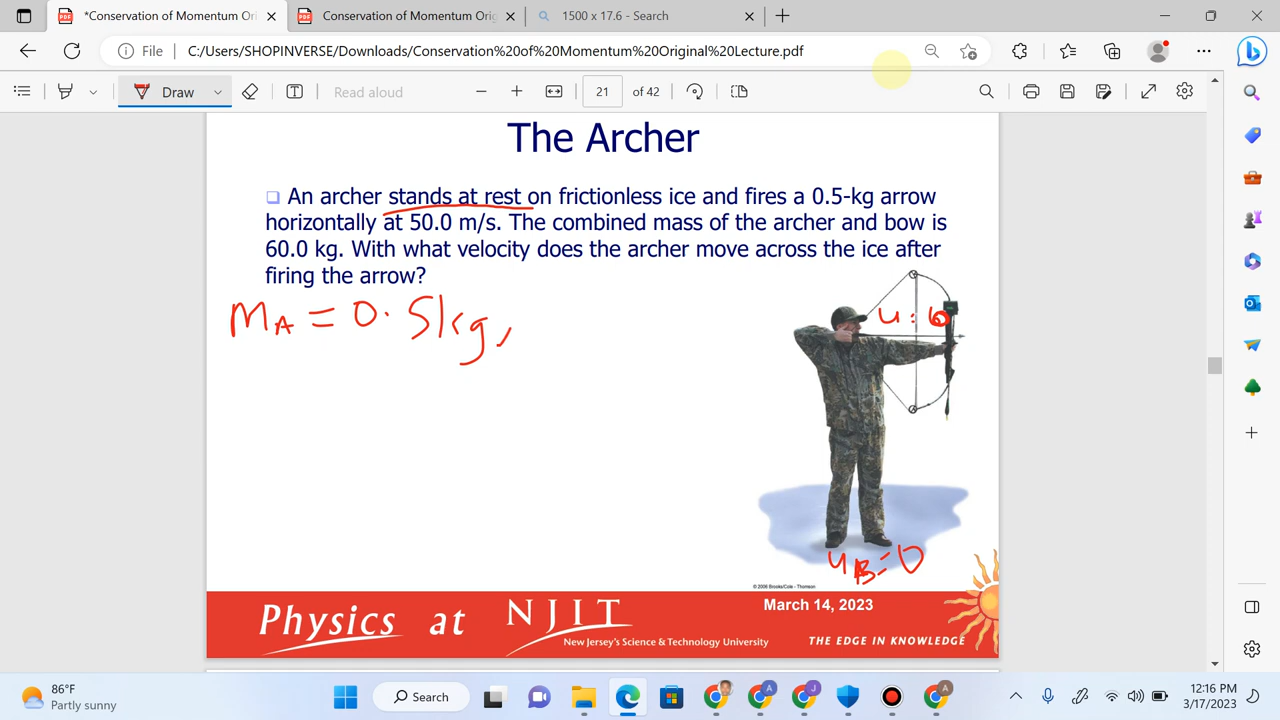 *Conservation of Momentum Ori
Conservation of Momentum Orig
1500 x 17.6 - Search
File
C:/Users/SHOPINVERSE/Downloads/Conservation%20of%20Momentum%20Original%20Lecture.pdf
Draw
Read aloud
21
of 42
The Archer
An archer stands at rest on frictionless ice and fires a 0.5-kg arrow
horizontally at 50.0 m/s. The combined mass of the archer and bow is
60.0 kg. With what velocity does the archer move across the ice after
firing the arrow?
MA = 0.5kg,
u = 0
uB = 0
© 2006 Brooks/Cole - Thomson
March 14, 2023
Physics at
NJIT
New Jersey's Science & Technology University
THE EDGE IN KNOWLEDGE
86°F
Partly sunny
Search
12:16 PM
3/17/2023